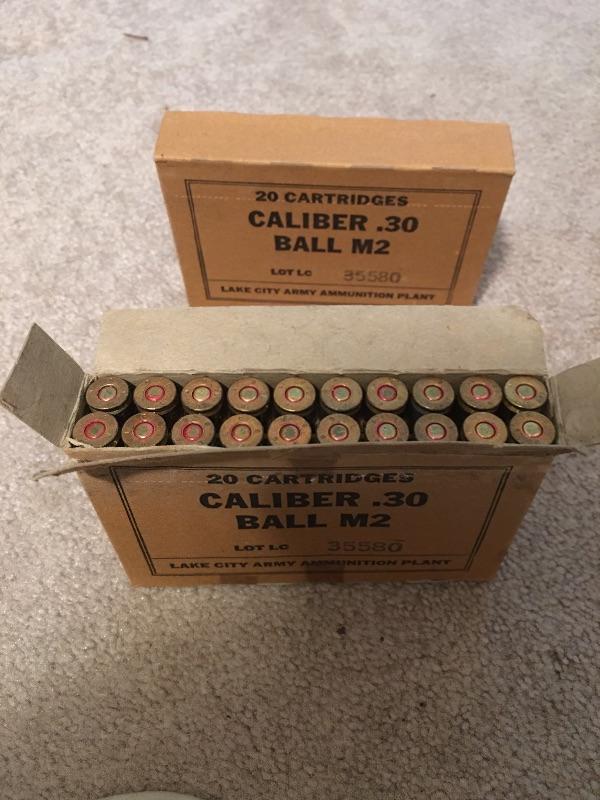 20 CARTRIDGES
CALIBER .30
BALL M2
LOT LC 35580
LAKE CITY ARMY AMMUNITION PLANT
20 CARTRIDGES
CALIBER .30
BALL M2
LOT LC 35580
LAKE CITY ARMY AMMUNITION PLANT